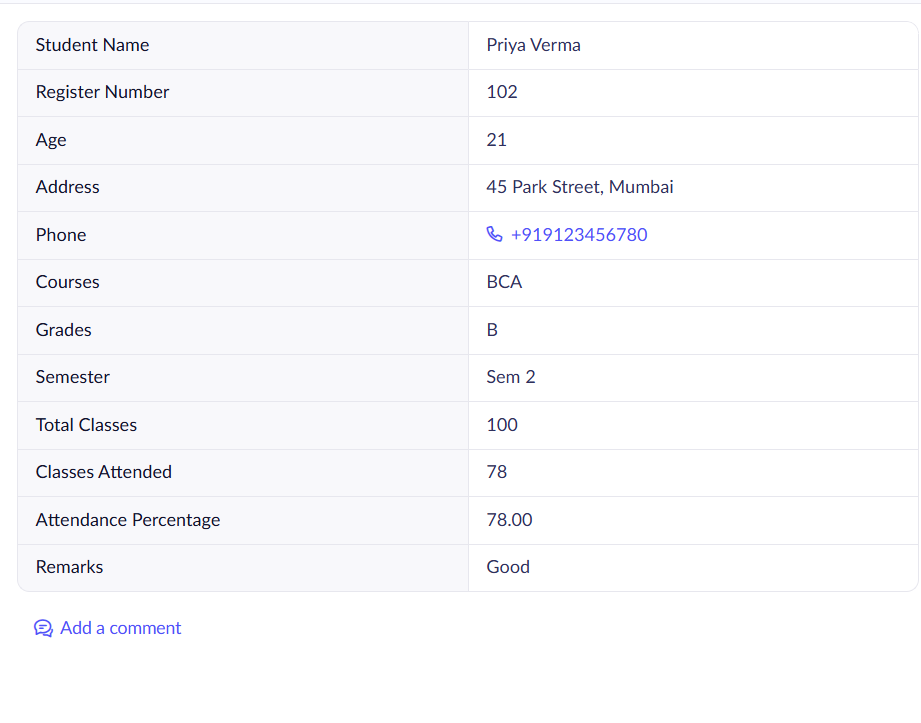 Student Name Priya Verma
Register Number 102
Age 21
Address 45 Park Street, Mumbai
Phone +919123456780
Courses BCA
Grades B
Semester Sem 2
Total Classes 100
Classes Attended 78
Attendance Percentage 78.00
Remarks Good
Add a comment